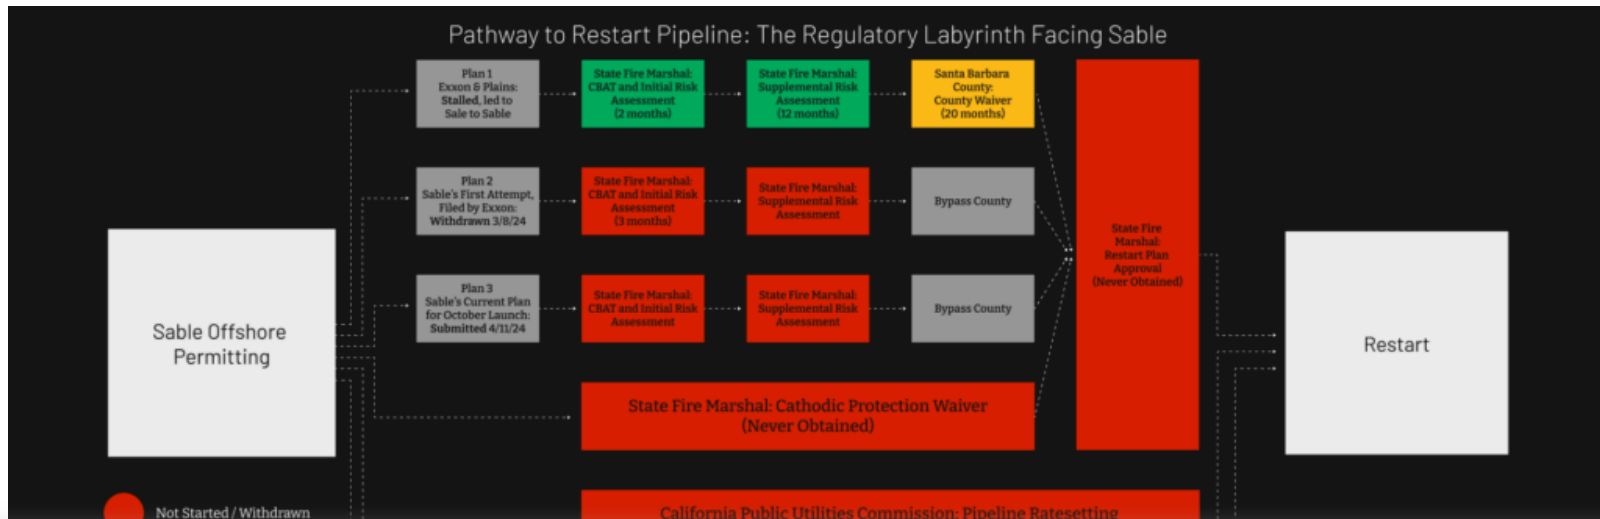 Pathway to Restart Pipeline: The Regulatory Labyrinth Facing Sable
Plan 1
Exxon & Plains:
Stalled, led to
Sale to Sable
State Fire Marshal:
CBAT and Initial Risk
Assessment
(2 months)
State Fire Marshal:
Supplemental Risk
Assessment
(12 months)
Santa Barbara
County:
County Waiver
(20 months)
Plan 2
Sable's First Attempt,
Filed by Exxon:
Withdrawn 3/8/24
State Fire Marshal:
CBAT and Initial Risk
Assessment
(3 months)
State Fire Marshal:
Supplemental Risk
Assessment
Bypass County
Plan 3
Sable's Current Plan
for October Launch:
Submitted 4/11/24
State Fire Marshal:
CBAT and Initial Risk
Assessment
State Fire Marshal:
Supplemental Risk
Assessment
Bypass County
State Fire
Marshal:
Restart Plan
Approval
(Never Obtained)
Sable Offshore
Permitting
Restart
State Fire Marshal: Cathodic Protection Waiver
(Never Obtained)
California Public Utilities Commission: Pipeline Ratesetting
Not Started / Withdrawn